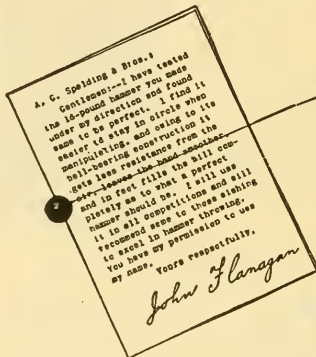 A. G. Spalding & Bros.:
Gentlemen:--I have tested
the 16-pound hammer you made
under my direction and found
same to be perfect. I find it
easier to stay in circle when
manipulating, and owing to its
ball-bearing construction it
gets less resistance from the
air, leaves the hand smoother,
and in fact fills the bill com-
pletely as to what a perfect
hammer should be. I will use
it in all competitions and will
recommend same to those wishing
to excel in hammer throwing.
You have my permission to use
my name. Yours respectfully,
John Flanagan